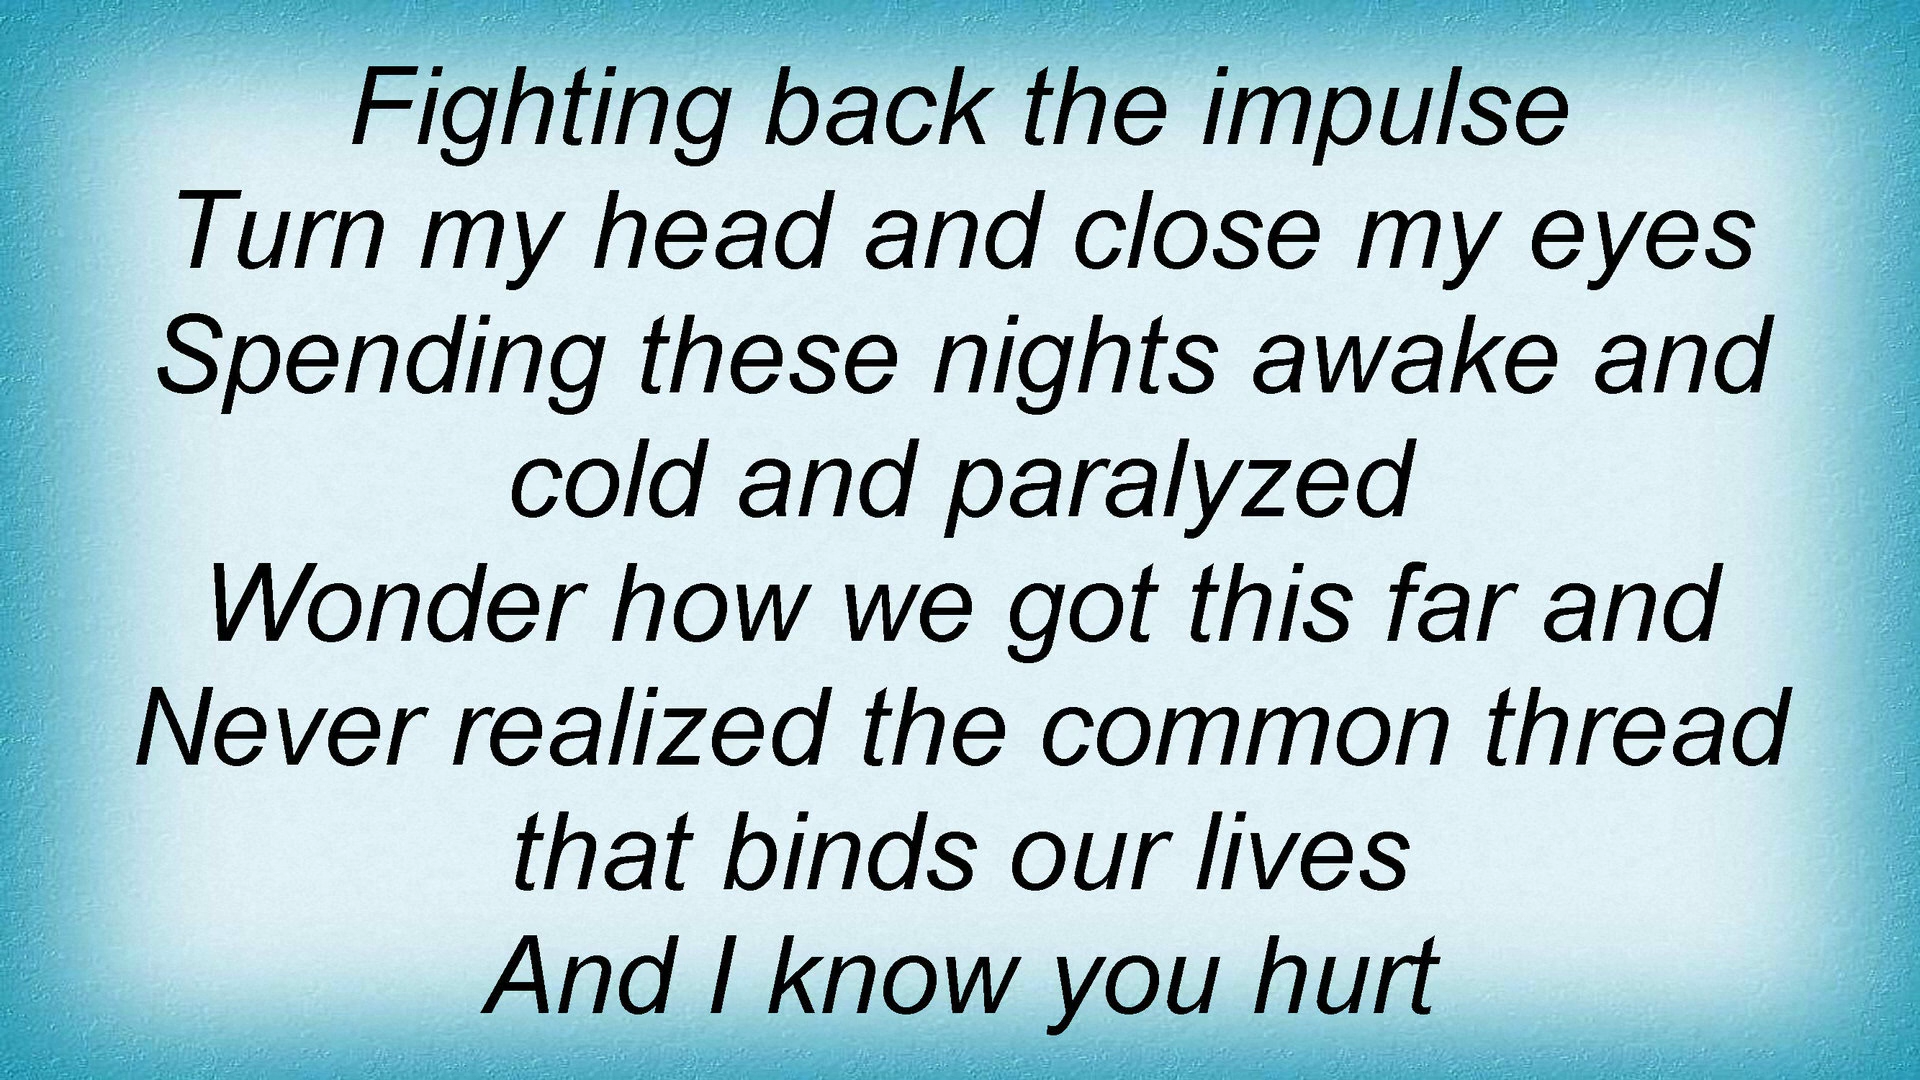 Fighting back the impulse
Turn my head and close my eyes
Spending these nights awake and
cold and paralyzed
Wonder how we got this far and
Never realized the common thread
that binds our lives
And I know you hurt